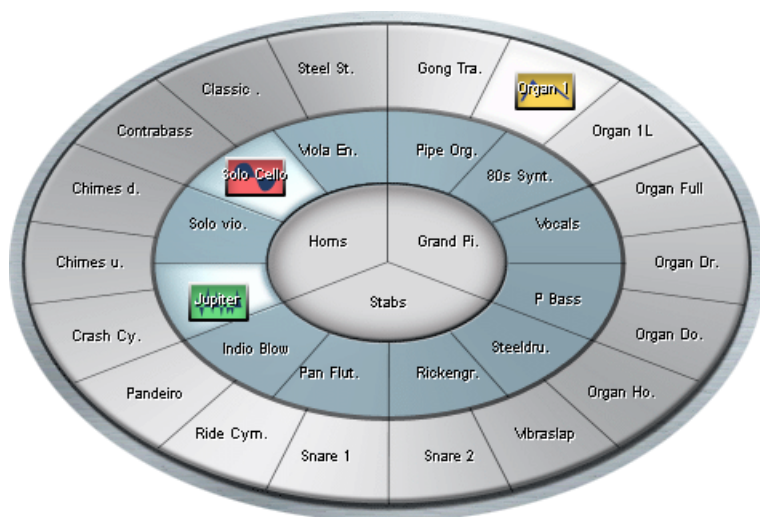 Steel St.
Gong Tra.
Organ 1
Classic .
Contrabass
Organ 1L
Viola En.
Pipe Org.
Solo Cello
80s Synt.
Chimes d.
Organ Full
Solo vio.
Vocals
Horns
Grand Pi.
Chimes u.
Organ Dr.
Jupiter
Stabs
P Bass
Crash Cy.
Organ Do.
Indio Blow
Steeldru.
Pan Flut.
Rickengr.
Pandeiro
Organ Ho.
Ride Cym.
Vibraslap
Snare 1
Snare 2